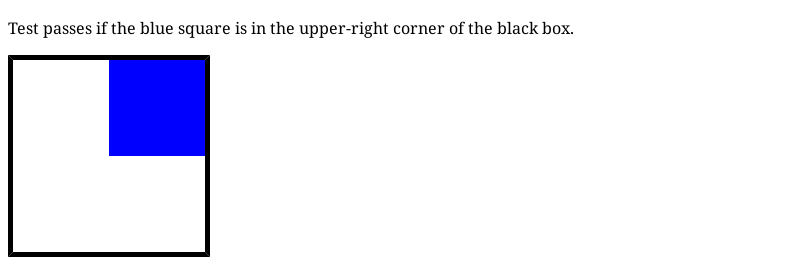 Test passes if the blue square is in the upper-right corner of the black box.